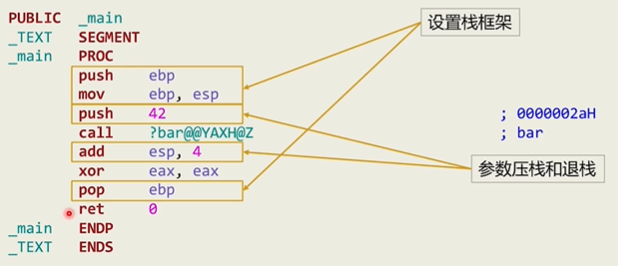 PUBLIC _main
_TEXT SEGMENT
_main PROC
push ebp
mov ebp, esp
push 42 ; 0000002aH
call ?bar@@YAXH@Z ; bar
add esp, 4
xor eax, eax
pop ebp
ret 0
_main ENDP
_TEXT ENDS
设置栈框架
参数压栈和退栈